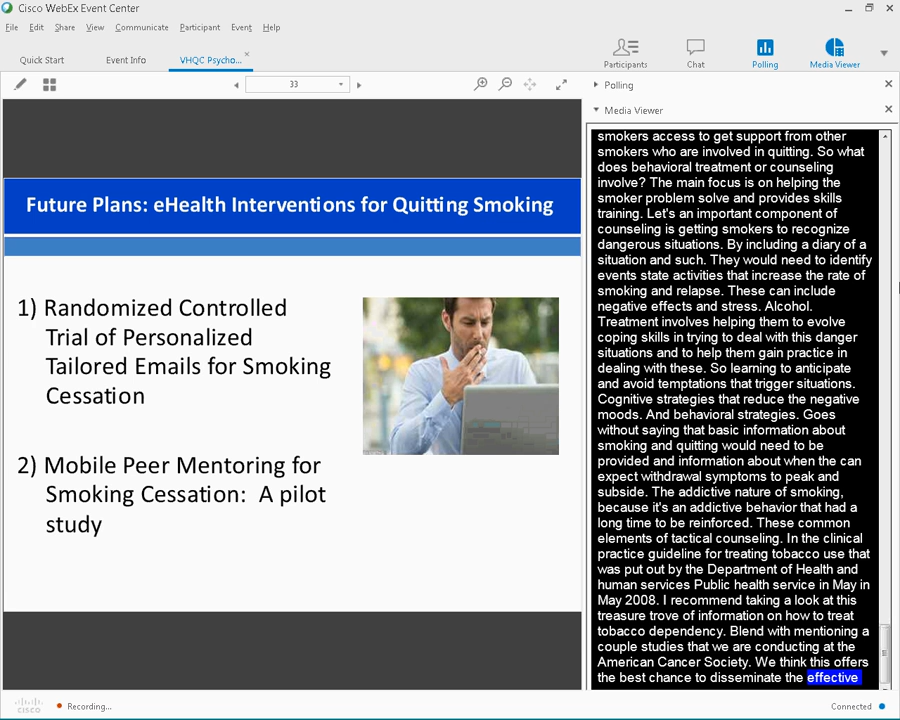 Cisco WebEx Event Center
File Edit Share View Communicate Participant Event Help
Quick Start Event Info VHQC Psycho...
Participants Chat Polling Media Viewer
33
Polling
Media Viewer
Future Plans: eHealth Interventions for Quitting Smoking
1) Randomized Controlled
Trial of Personalized
Tailored Emails for Smoking
Cessation
2) Mobile Peer Mentoring for
Smoking Cessation: A pilot
study
smokers access to get support from other
smokers who are involved in quitting. So what
does behavioral treatment or counseling
involve? The main focus is on helping the
smoker problem solve and provides skills
training. Let's an important component of
counseling is getting smokers to recognize
dangerous situations. By including a diary of a
situation and such. They would need to identify
events state activities that increase the rate of
smoking and relapse. These can include
negative effects and stress. Alcohol.
Treatment involves helping them to evolve
coping skills in trying to deal with this danger
situations and to help them gain practice in
dealing with these. So learning to anticipate
and avoid temptations that trigger situations.
Cognitive strategies that reduce the negative
moods. And behavioral strategies. Goes
without saying that basic information about
smoking and quitting would need to be
provided and information about when the can
expect withdrawal symptoms to peak and
subside. The addictive nature of smoking,
because it's an addictive behavior that had a
long time to be reinforced. These common
elements of tactical counseling. In the clinical
practice guideline for treating tobacco use that
was put out by the Department of Health and
human services Public health service in May in
May 2008. I recommend taking a look at this
treasure trove of information on how to treat
tobacco dependency. Blend with mentioning a
couple studies that we are conducting at the
American Cancer Society. We think this offers
the best chance to disseminate the effective
cisco Recording... Connected